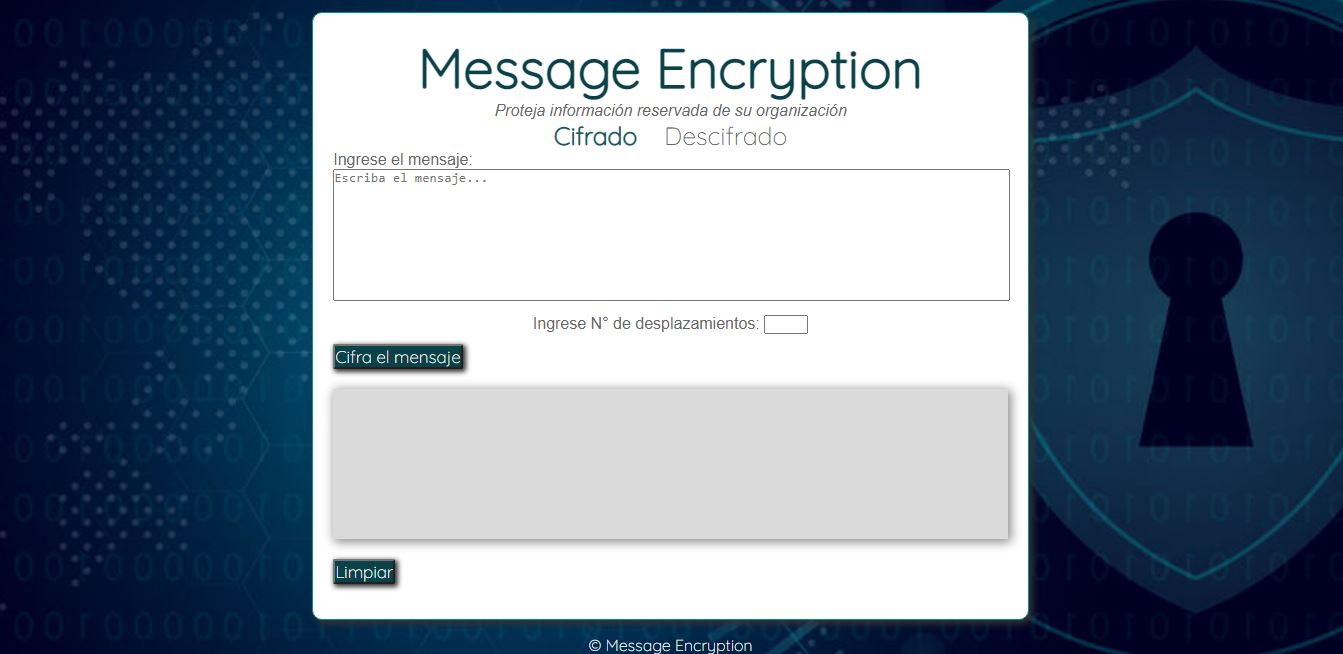 Message Encryption
Proteja información reservada de su organización
Cifrado Descifrado
Ingrese el mensaje:
Escriba el mensaje...
Ingrese N° de desplazamientos:
Cifra el mensaje
Limpiar
© Message Encryption